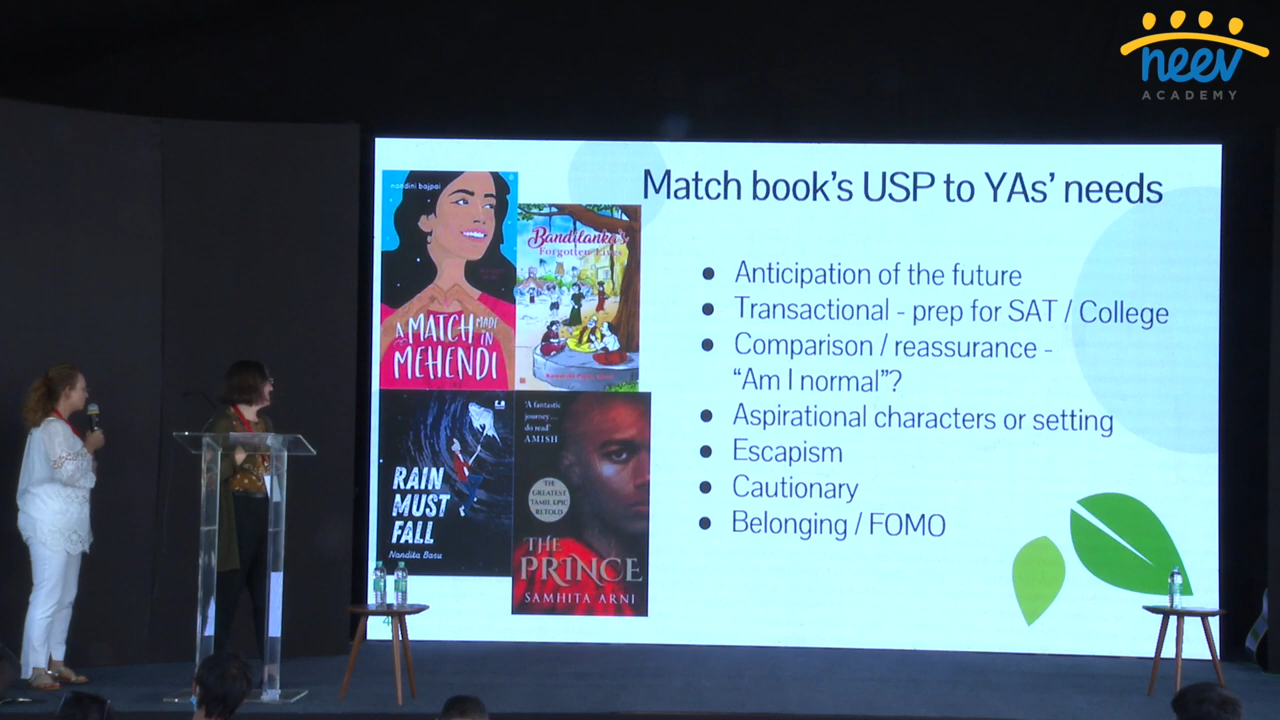 neev
ACADEMY
Match book's USP to YAs' needs
nandini bajpai
A MATCH MADE
IN
MEHENDI
Bandilanka's
Forgotten Lives
RAIN
MUST
FALL
Nandita Basu
'A fantastic
journey...
do read'
AMISH
THE
GREATEST
TAMIL EPIC
RETOLD
THE
PRINCE
SAMHITA ARNI
● Anticipation of the future
● Transactional - prep for SAT / College
● Comparison / reassurance -
“Am I normal”?
● Aspirational characters or setting
● Escapism
● Cautionary
● Belonging / FOMO